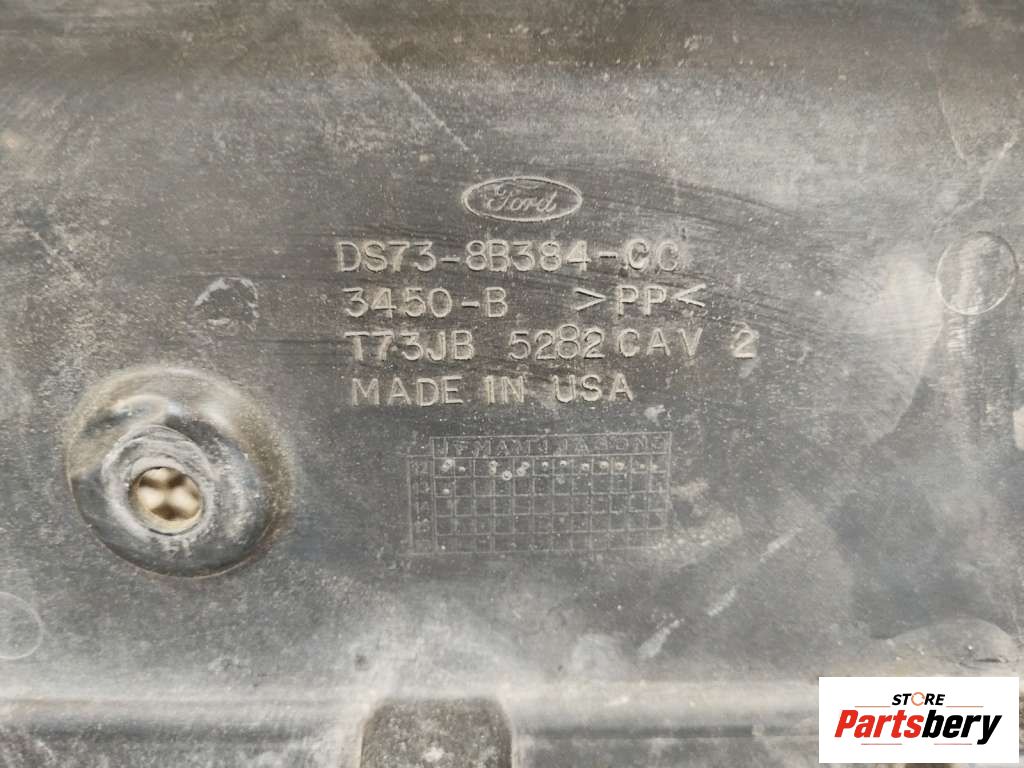 Ford
DS73-8B384-CC
3450-B >PP<
T73JB 5282 CAV 2
MADE IN USA
J F M A M J J A S O N D
STORE
Partsbery